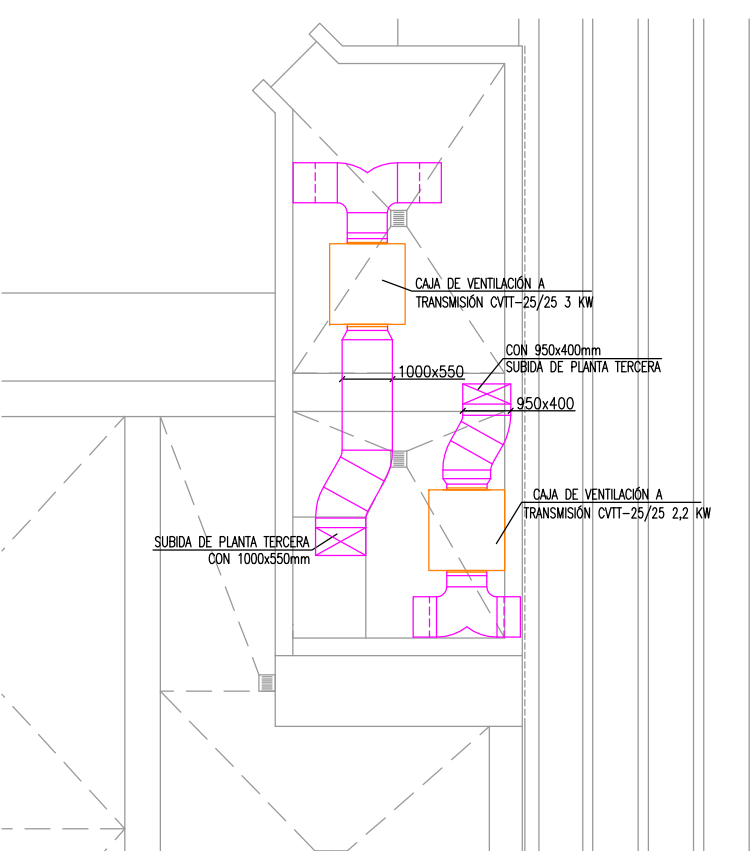 CAJA DE VENTILACIÓN A
TRANSMISIÓN CVTT-25/25 3 KW
CON 950x400mm
SUBIDA DE PLANTA TERCERA
1000x550
950x400
CAJA DE VENTILACIÓN A
TRANSMISIÓN CVTT-25/25 2,2 KW
SUBIDA DE PLANTA TERCERA
CON 1000x550mm